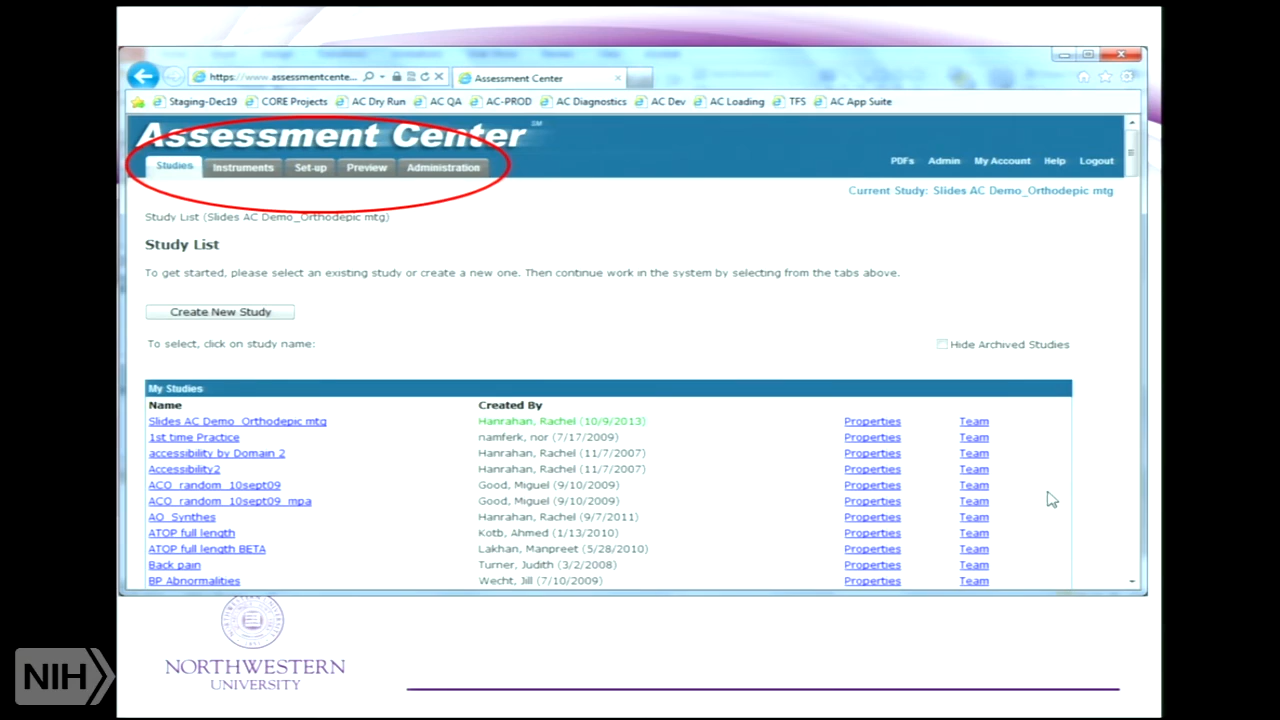 https://www.assessmentcente...
Assessment Center
Staging-Dec19 CORE Projects AC Dry Run AC QA AC-PROD AC Diagnostics AC Dev AC Loading TFS AC App Suite
Assessment Center SM
Studies Instruments Set-up Preview Administration
PDFs Admin My Account Help Logout
Current Study: Slides AC Demo_Orthodepic mtg
Study List (Slides AC Demo_Orthodepic mtg)
Study List
To get started, please select an existing study or create a new one. Then continue work in the system by selecting from the tabs above.
Create New Study
To select, click on study name:
Hide Archived Studies
My Studies
Name Created By
Slides AC Demo_Orthodepic mtg Hanrahan, Rachel (10/9/2013) Properties Team
1st time Practice namferk, nor (7/17/2009) Properties Team
accessibility by Domain 2 Hanrahan, Rachel (11/7/2007) Properties Team
Accessibility2 Hanrahan, Rachel (11/7/2007) Properties Team
ACO_random_10sept09 Good, Miguel (9/10/2009) Properties Team
ACO_random_10sept09_mpa Good, Miguel (9/10/2009) Properties Team
AO_Synthes Hanrahan, Rachel (9/7/2011) Properties Team
ATOP full length Kotb, Ahmed (1/13/2010) Properties Team
ATOP full length BETA Lakhan, Manpreet (5/28/2010) Properties Team
Back pain Turner, Judith (3/2/2008) Properties Team
BP Abnormalities Wecht, Jill (7/10/2009) Properties Team
NORTHWESTERN
UNIVERSITY
NIH